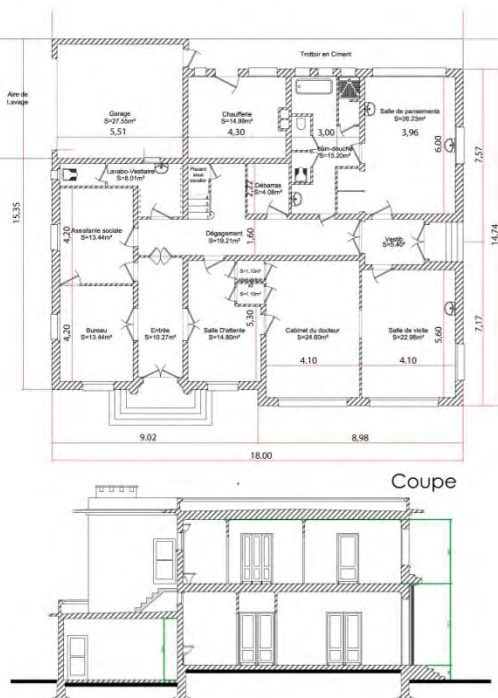 Aire de
Lavage
Trottoir en Ciment
Garage
S=27.55m²
5,51
Chaufferie
S=14.99m²
4,30
3,00
Bain-douche
S=15.20m²
Salle de pansements
S=26.23m²
3,96
6,00
7,57
15,35
14,74
Lavabo-Vestiaire
S=8.01m²
Placard
sous
escalier
2,22
Débarras
S=4.08m²
Assistante sociale
S=13.44m²
4,20
Dégagement
S=19.21m²
1,60
Vestib
S=5.40²
S=1.10m²
S=1.10m²
Bureau
S=13.44m²
4,20
Entrée
S=10.27m²
Salle D'attente
S=14.80m²
5,30
Cabinet du docteur
S=24.60m²
4.10
Salle de visite
S=22.96m²
4.10
5,60
7,17
9.02
8,98
18.00
Coupe